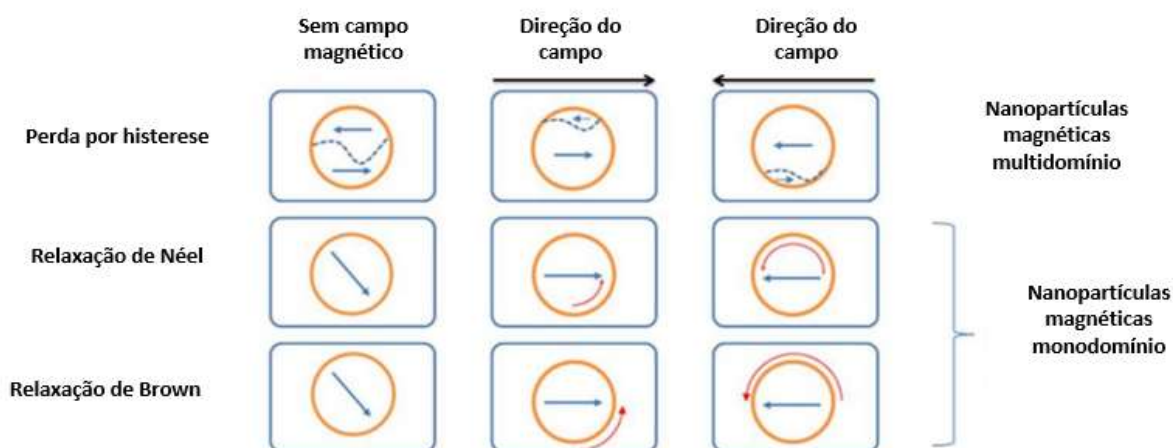 Sem campo
magnético
Direção do
campo
Direção do
campo
Perda por histerese
Nanopartículas
magnéticas
multidomínio
Relaxação de Néel
Nanopartículas
magnéticas
monodomínio
Relaxação de Brown